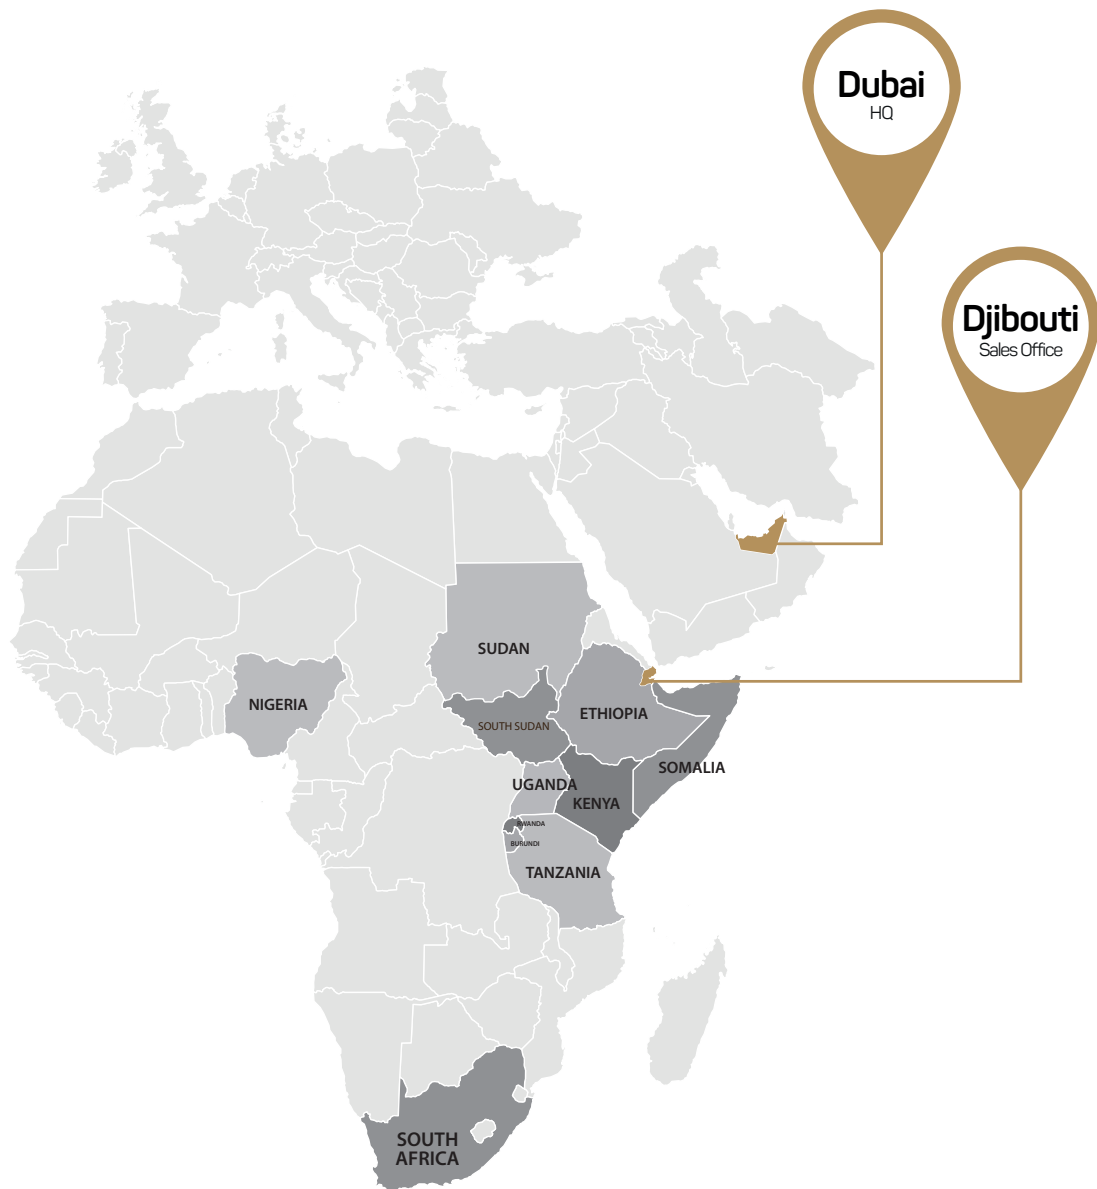 Dubai
HQ
Djibouti
Sales Office
SUDAN
NIGERIA
ETHIOPIA
SOUTH SUDAN
SOMALIA
UGANDA
KENYA
RWANDA
BURUNDI
TANZANIA
SOUTH
AFRICA